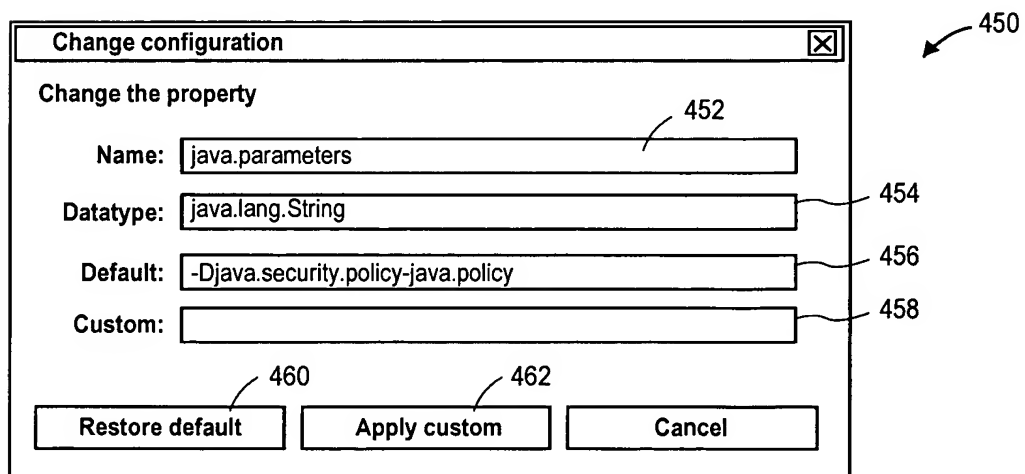 450
Change configuration
Change the property
452
Name: java.parameters
Datatype: java.lang.String
454
Default: -Djava.security.policy-java.policy
456
Custom:
458
460
462
Restore default
Apply custom
Cancel